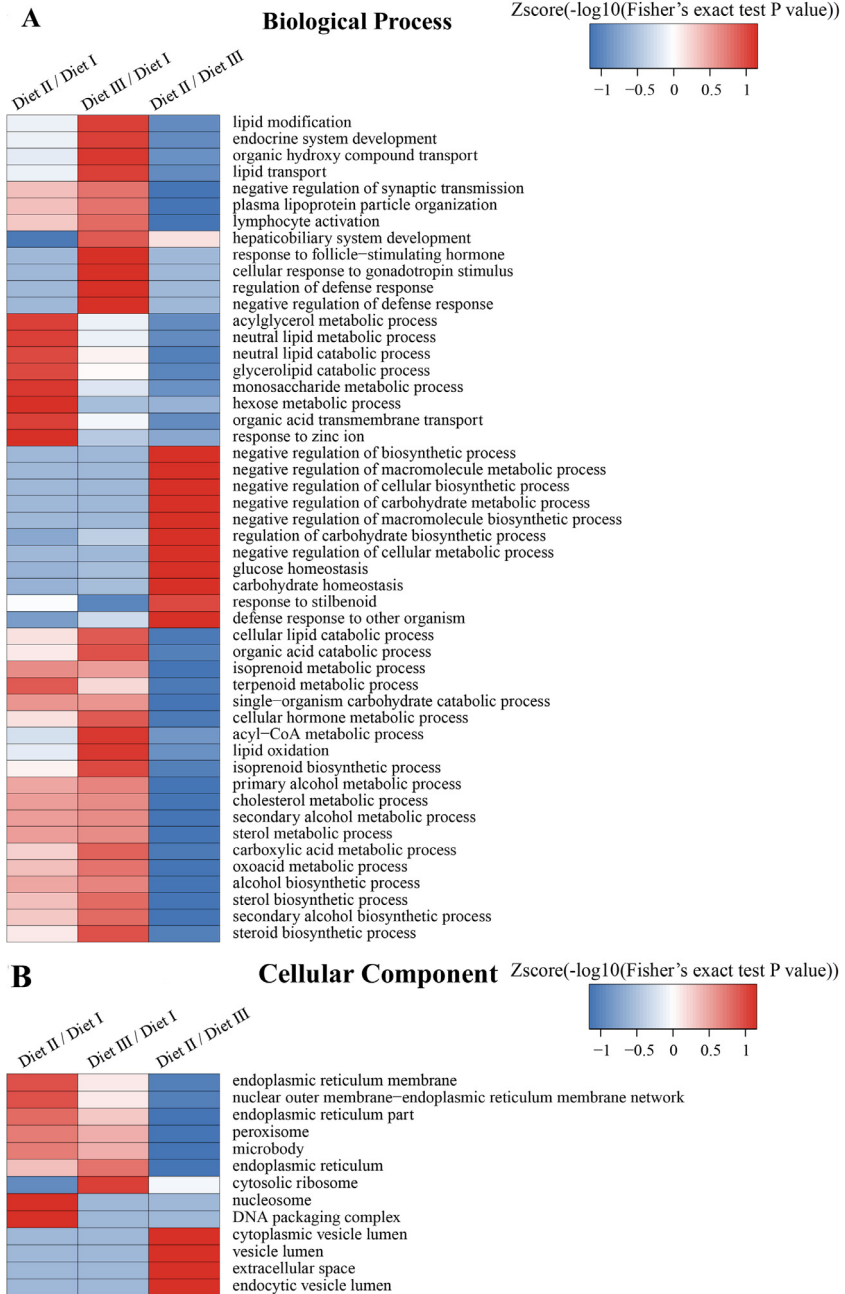 A
Biological Process
Zscore(-log10(Fisher's exact test P value))
−1 −0.5 0 0.5 1
Diet II / Diet I
Diet III / Diet I
Diet II / Diet III
lipid modification
endocrine system development
organic hydroxy compound transport
lipid transport
negative regulation of synaptic transmission
plasma lipoprotein particle organization
lymphocyte activation
hepaticobiliary system development
response to follicle−stimulating hormone
cellular response to gonadotropin stimulus
regulation of defense response
negative regulation of defense response
acylglycerol metabolic process
neutral lipid metabolic process
neutral lipid catabolic process
glycerolipid catabolic process
monosaccharide metabolic process
hexose metabolic process
organic acid transmembrane transport
response to zinc ion
negative regulation of biosynthetic process
negative regulation of macromolecule metabolic process
negative regulation of cellular biosynthetic process
negative regulation of carbohydrate metabolic process
negative regulation of macromolecule biosynthetic process
regulation of carbohydrate biosynthetic process
negative regulation of cellular metabolic process
glucose homeostasis
carbohydrate homeostasis
response to stilbenoid
defense response to other organism
cellular lipid catabolic process
organic acid catabolic process
isoprenoid metabolic process
terpenoid metabolic process
single−organism carbohydrate catabolic process
cellular hormone metabolic process
acyl−CoA metabolic process
lipid oxidation
isoprenoid biosynthetic process
primary alcohol metabolic process
cholesterol metabolic process
secondary alcohol metabolic process
sterol metabolic process
carboxylic acid metabolic process
oxoacid metabolic process
alcohol biosynthetic process
sterol biosynthetic process
secondary alcohol biosynthetic process
steroid biosynthetic process
B
Cellular Component
Zscore(-log10(Fisher's exact test P value))
−1 −0.5 0 0.5 1
Diet II / Diet I
Diet III / Diet I
Diet II / Diet III
endoplasmic reticulum membrane
nuclear outer membrane−endoplasmic reticulum membrane network
endoplasmic reticulum part
peroxisome
microbody
endoplasmic reticulum
cytosolic ribosome
nucleosome
DNA packaging complex
cytoplasmic vesicle lumen
vesicle lumen
extracellular space
endocytic vesicle lumen